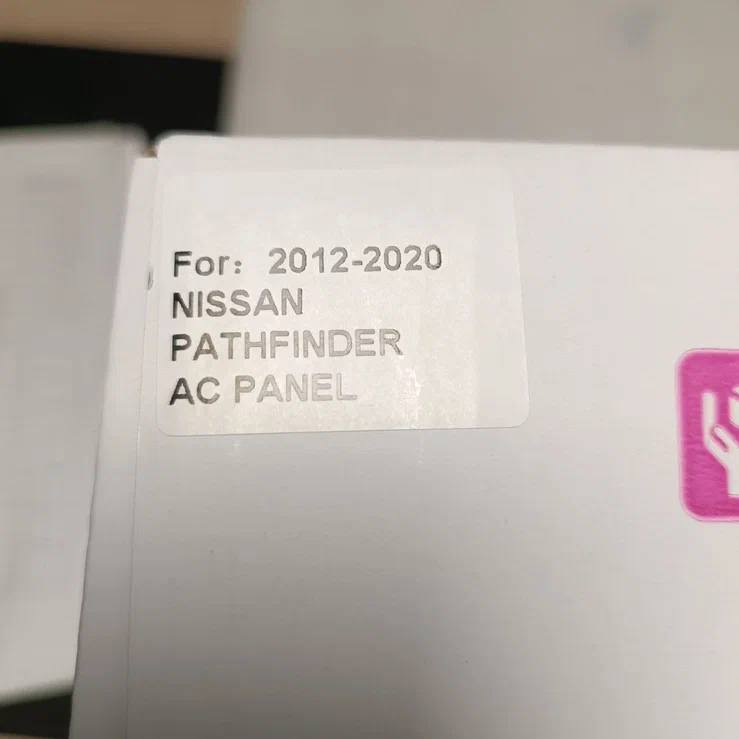 For: 2012-2020
NISSAN
PATHFINDER
AC PANEL